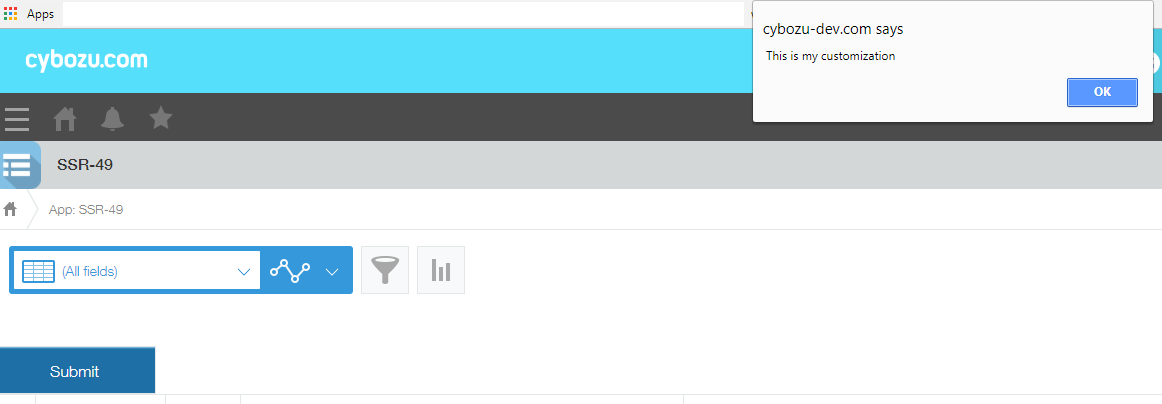 Apps
cybozu-dev.com says
This is my customization
OK
cybozu.com
SSR-49
App: SSR-49
(All fields)
Submit